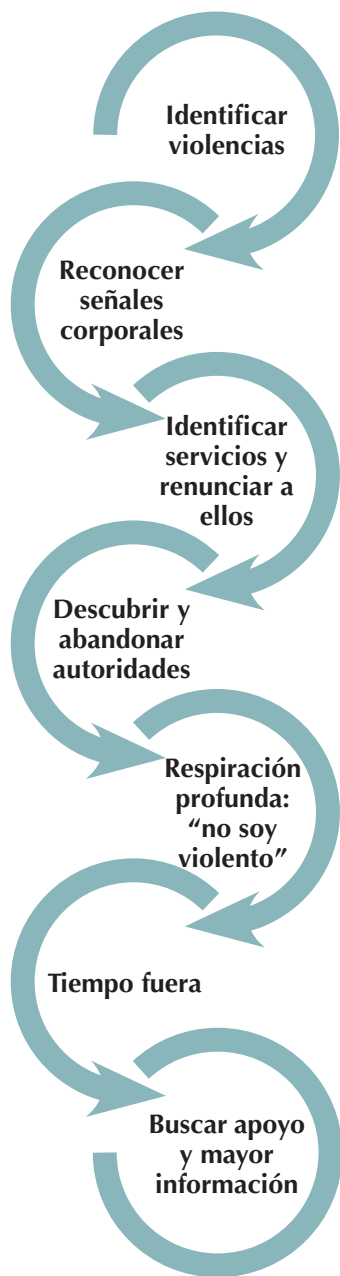 Identificar
violencias
Reconocer
señales
corporales
Identificar
servicios y
renunciar a
ellos
Descubrir y
abandonar
autoridades
Respiración
profunda:
“no soy
violento”
Tiempo fuera
Buscar apoyo
y mayor
información